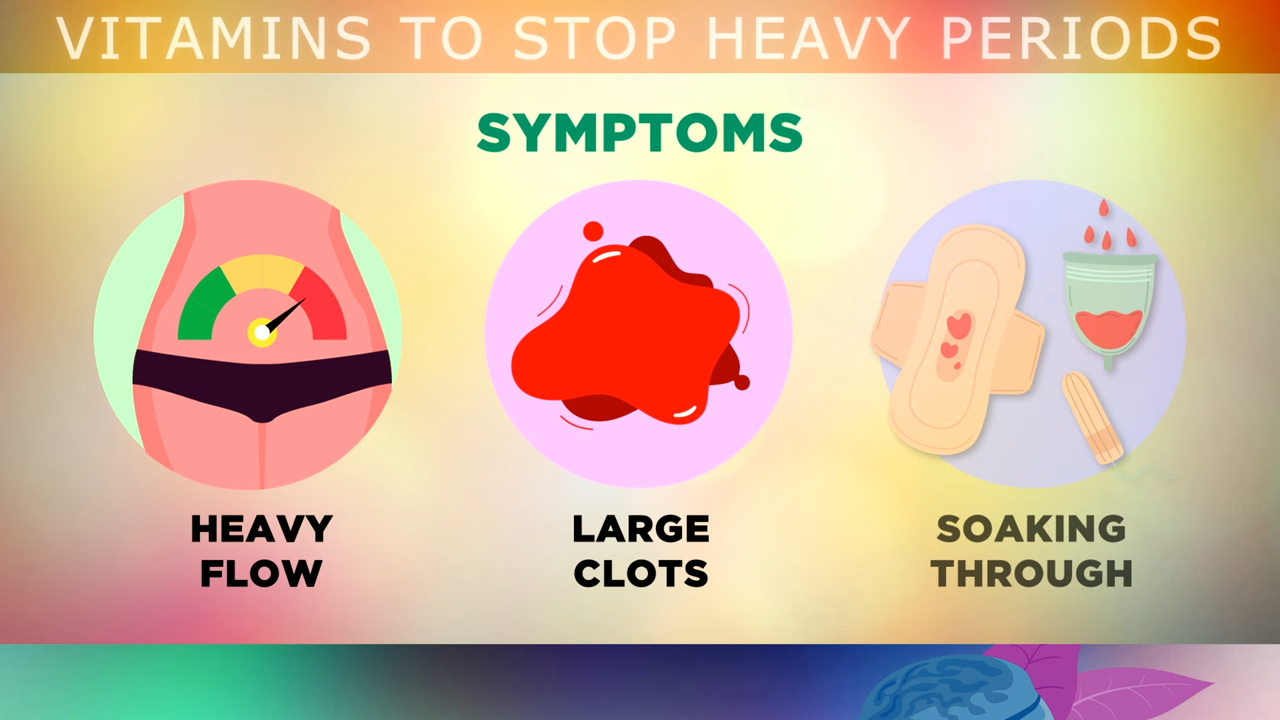 VITAMINS TO STOP HEAVY PERIODS
SYMPTOMS
HEAVY
FLOW
LARGE
CLOTS
SOAKING
THROUGH